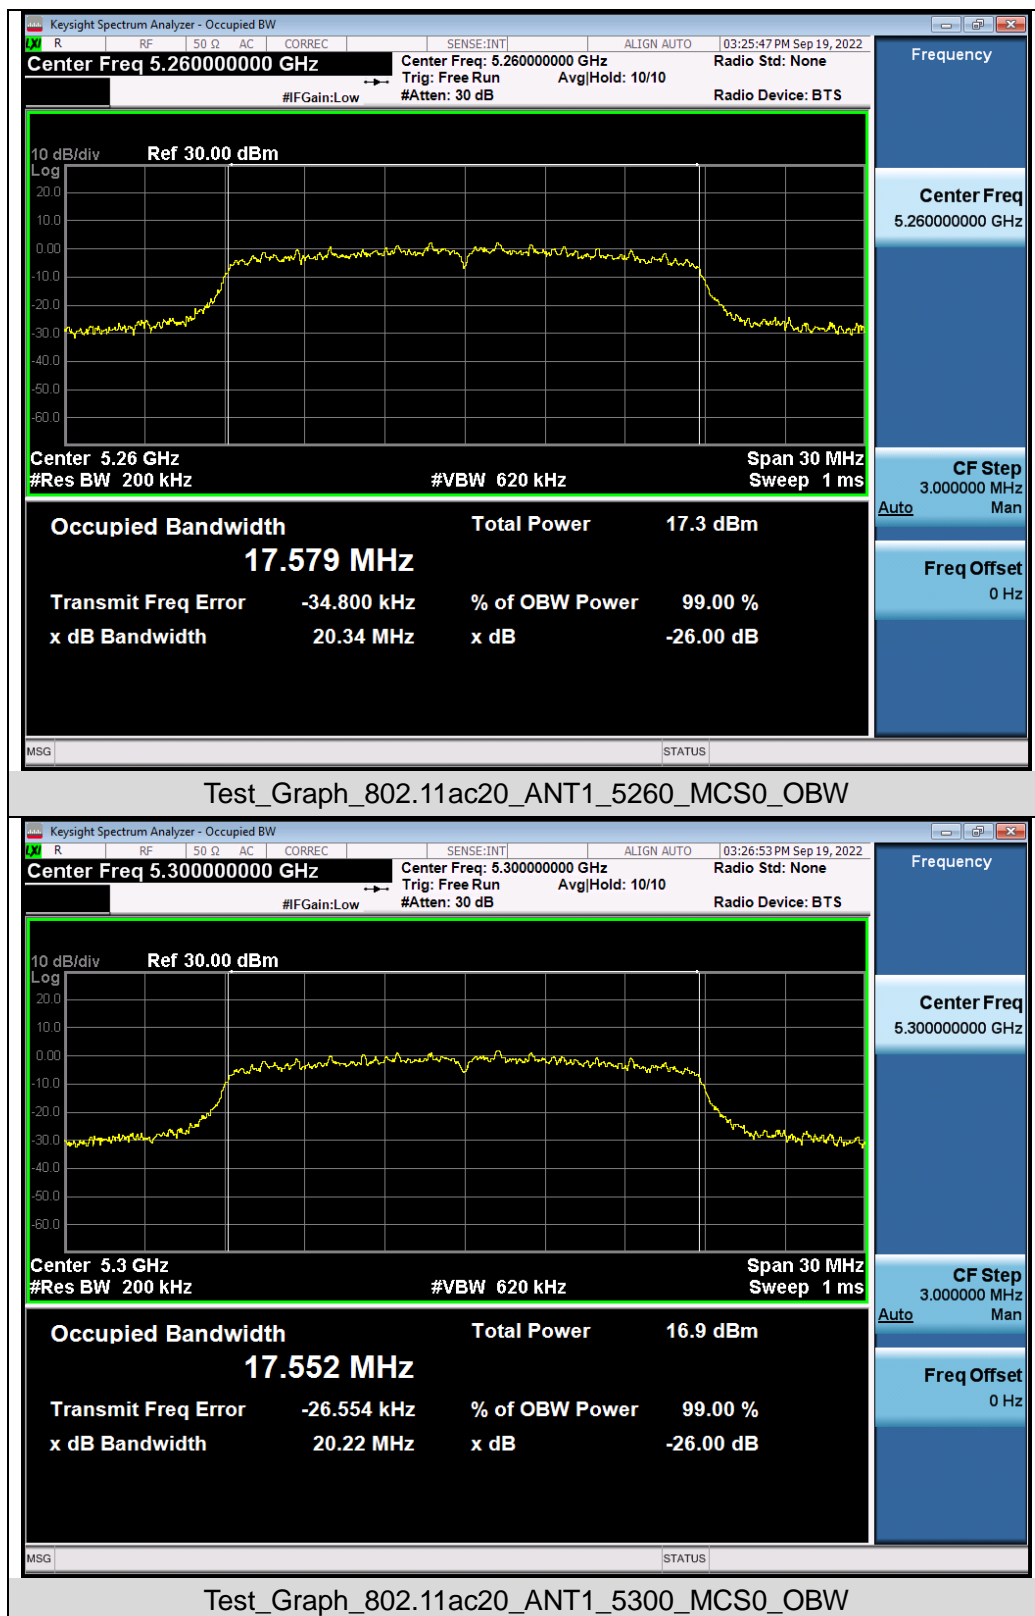 Keysight Spectrum Analyzer - Occupied BW
LXI R RF 50 Ω AC CORREC SENSE:INT ALIGN AUTO 03:25:47 PM Sep 19, 2022
Center Freq 5.260000000 GHz
Center Freq: 5.260000000 GHz Radio Std: None
Trig: Free Run Avg|Hold: 10/10
#IFGain:Low #Atten: 30 dB Radio Device: BTS
Frequency
10 dB/div Ref 30.00 dBm
Log
20.0
10.0
0.00
-10.0
-20.0
-30.0
-40.0
-50.0
-60.0
Center 5.26 GHz Span 30 MHz
#Res BW 200 kHz #VBW 620 kHz Sweep 1 ms
Center Freq
5.260000000 GHz
CF Step
3.000000 MHz
Auto Man
Freq Offset
0 Hz
Occupied Bandwidth Total Power 17.3 dBm
17.579 MHz
Transmit Freq Error -34.800 kHz % of OBW Power 99.00 %
x dB Bandwidth 20.34 MHz x dB -26.00 dB
MSG STATUS
Test_Graph_802.11ac20_ANT1_5260_MCS0_OBW
Keysight Spectrum Analyzer - Occupied BW
LXI R RF 50 Ω AC CORREC SENSE:INT ALIGN AUTO 03:26:53 PM Sep 19, 2022
Center Freq 5.300000000 GHz
Center Freq: 5.300000000 GHz Radio Std: None
Trig: Free Run Avg|Hold: 10/10
#IFGain:Low #Atten: 30 dB Radio Device: BTS
Frequency
10 dB/div Ref 30.00 dBm
Log
20.0
10.0
0.00
-10.0
-20.0
-30.0
-40.0
-50.0
-60.0
Center 5.3 GHz Span 30 MHz
#Res BW 200 kHz #VBW 620 kHz Sweep 1 ms
Center Freq
5.300000000 GHz
CF Step
3.000000 MHz
Auto Man
Freq Offset
0 Hz
Occupied Bandwidth Total Power 16.9 dBm
17.552 MHz
Transmit Freq Error -26.554 kHz % of OBW Power 99.00 %
x dB Bandwidth 20.22 MHz x dB -26.00 dB
MSG STATUS
Test_Graph_802.11ac20_ANT1_5300_MCS0_OBW